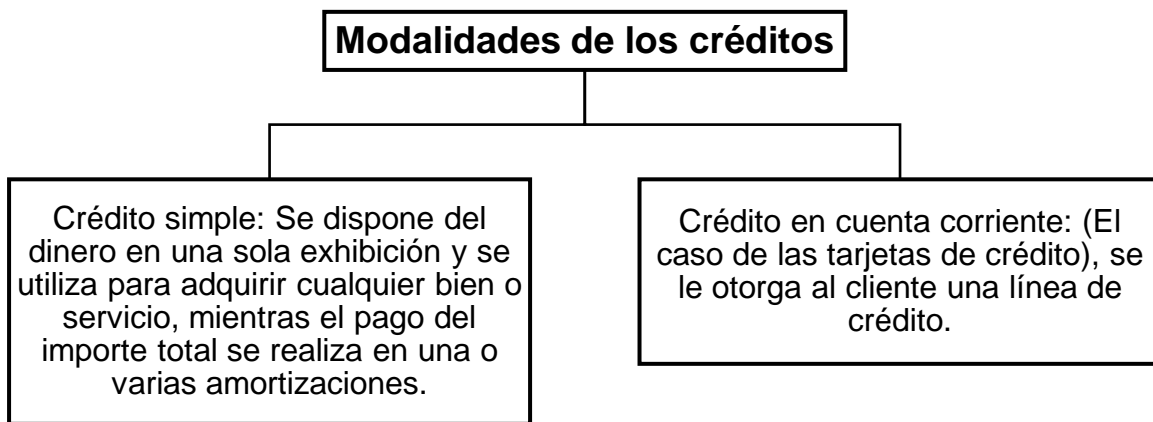 Modalidades de los créditos
Crédito simple: Se dispone del
dinero en una sola exhibición y se
utiliza para adquirir cualquier bien o
servicio, mientras el pago del
importe total se realiza en una o
varias amortizaciones.
Crédito en cuenta corriente: (El
caso de las tarjetas de crédito), se
le otorga al cliente una línea de
crédito.